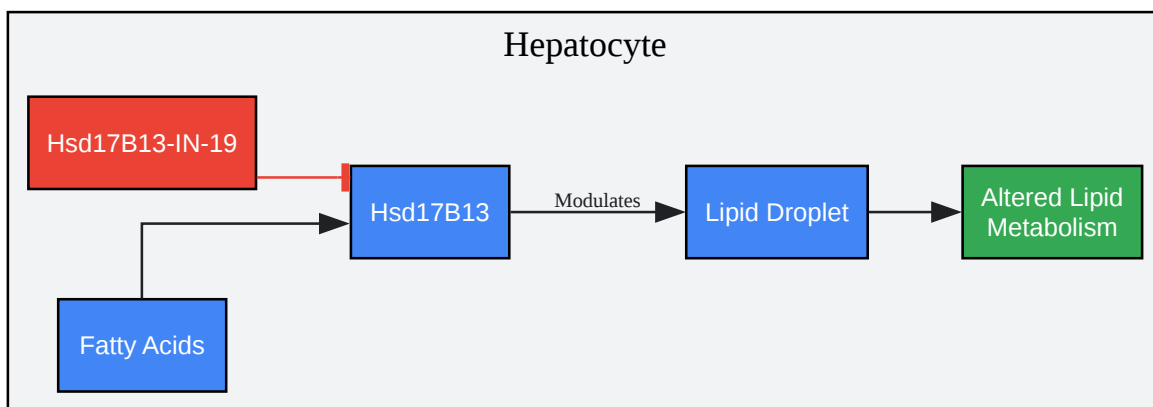 Hepatocyte
Hsd17B13-IN-19
Hsd17B13
Modulates
Lipid Droplet
Altered Lipid
Metabolism
Fatty Acids